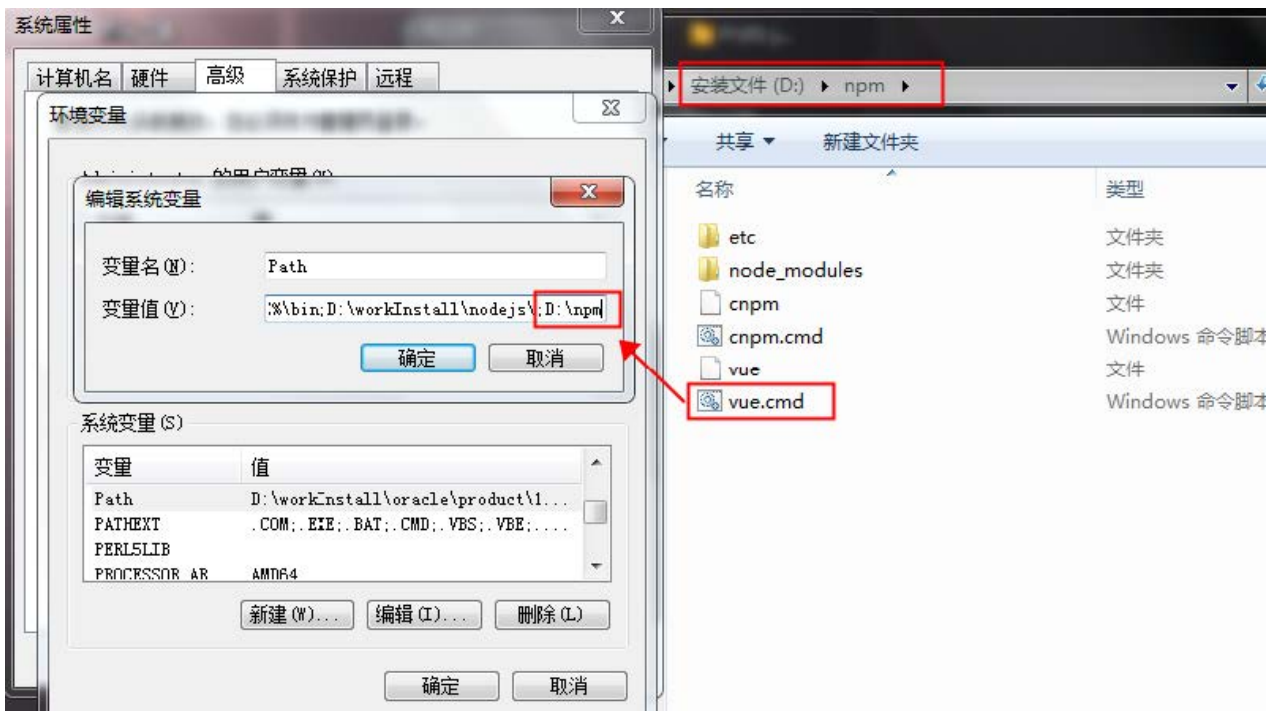 系统属性
计算机名 硬件 高级 系统保护 远程
环境变量
编辑系统变量
变量名(N): Path
变量值(V): %\bin;D:\workInstall\nodejs\;D:\npm
确定 取消
系统变量(S)
变量 值
Path D:\workInstall\oracle\product\1...
PATHEXT .COM;.EXE;.BAT;.CMD;.VBS;.VBE;....
PERL5LIB
PROCESSOR_AR AMD64
新建(W)... 编辑(I)... 删除(L)
确定 取消
安装文件 (D:) npm
共享 新建文件夹
名称 类型
etc 文件夹
node_modules 文件夹
cnpm 文件
cnpm.cmd Windows 命令脚本
vue 文件
vue.cmd Windows 命令脚本